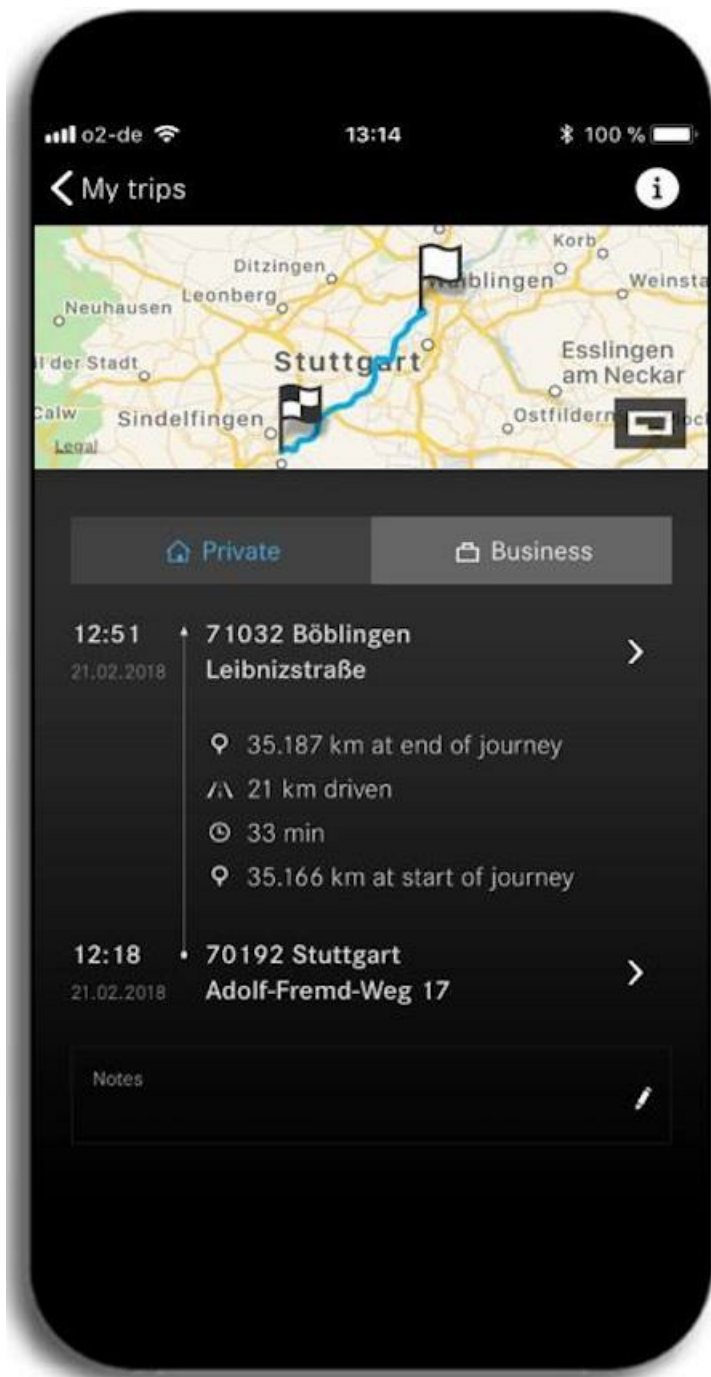 o2-de 13:14 100 %
My trips
Korb
Ditzingen
Waiblingen
Weinsta
Leonberg
Neuhausen
Stuttgart
Esslingen
am Neckar
il der Stadt
Calw
Sindelfingen
Ostfildern
Legal
Private Business
12:51 71032 Böblingen
21.02.2018 Leibnizstraße
35.187 km at end of journey
21 km driven
33 min
35.166 km at start of journey
12:18 70192 Stuttgart
21.02.2018 Adolf-Fremd-Weg 17
Notes